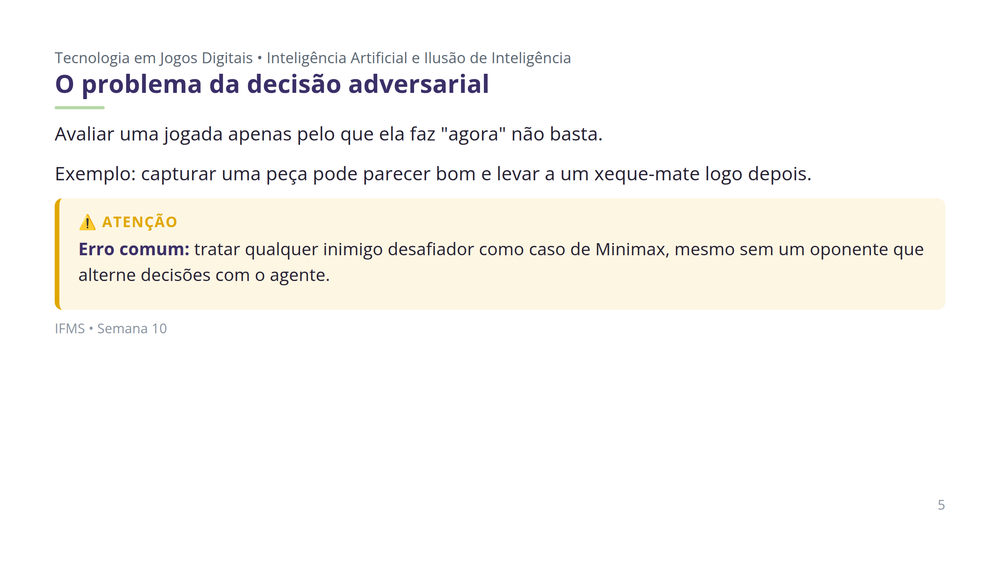 Tecnologia em Jogos Digitais • Inteligência Artificial e Ilusão de Inteligência
O problema da decisão adversarial
Avaliar uma jogada apenas pelo que ela faz "agora" não basta.
Exemplo: capturar uma peça pode parecer bom e levar a um xeque-mate logo depois.
⚠️ ATENÇÃO
Erro comum: tratar qualquer inimigo desafiador como caso de Minimax, mesmo sem um oponente que
alterne decisões com o agente.
IFMS • Semana 10
5